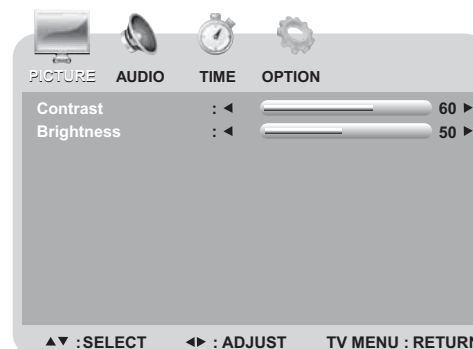 PICTURE AUDIO TIME OPTION
Contrast : ◀ 60 ▶
Brightness : ◀ 50 ▶
▲▼ : SELECT ◀▶ : ADJUST TV MENU : RETURN